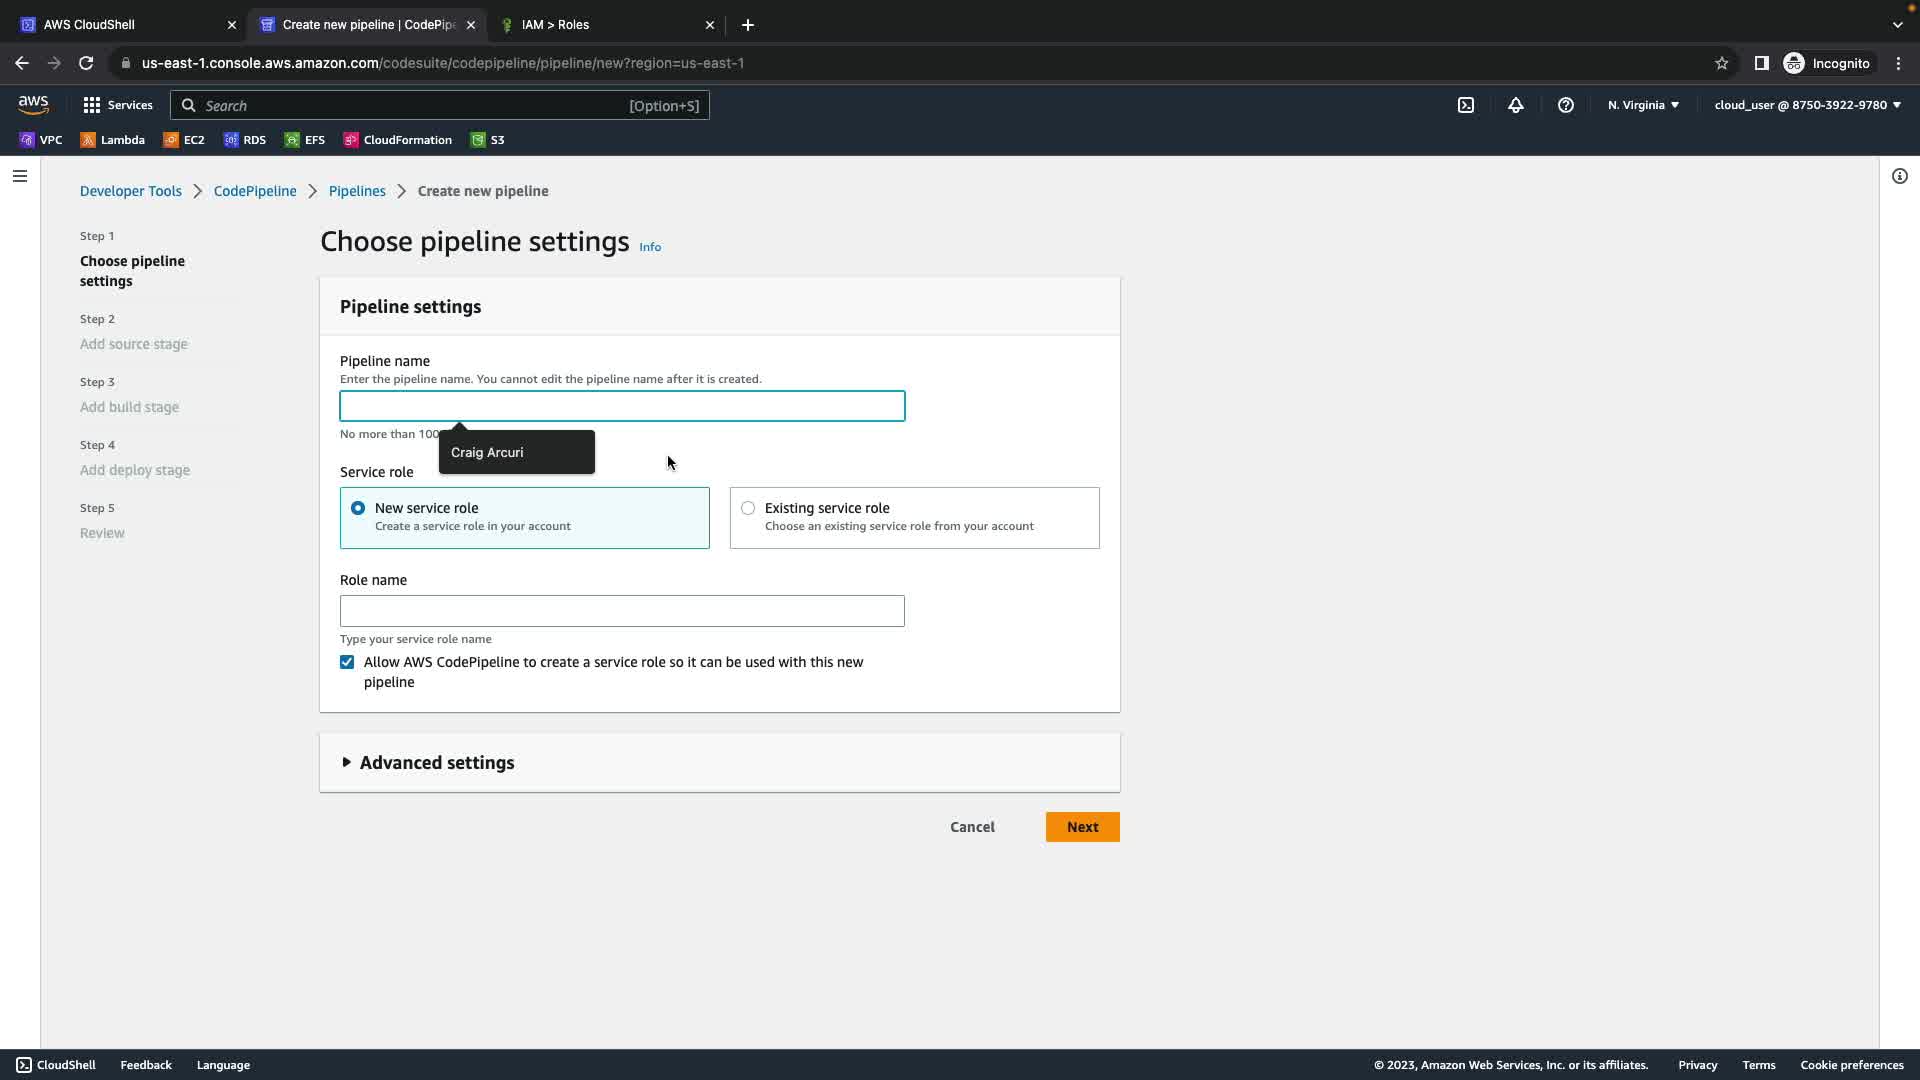 AWS CloudShell
Create new pipeline | CodePipe
IAM > Roles
us-east-1.console.aws.amazon.com/codesuite/codepipeline/pipeline/new?region=us-east-1
Incognito
aws
Services
Search
[Option+S]
N. Virginia
cloud_user @ 8750-3922-9780
VPC
Lambda
EC2
RDS
EFS
CloudFormation
S3
Developer Tools
CodePipeline
Pipelines
Create new pipeline
Step 1
Choose pipeline
settings
Step 2
Add source stage
Step 3
Add build stage
Step 4
Add deploy stage
Step 5
Review
Choose pipeline settings
Info
Pipeline settings
Pipeline name
Enter the pipeline name. You cannot edit the pipeline name after it is created.
No more than 100
Craig Arcuri
Service role
New service role
Create a service role in your account
Existing service role
Choose an existing service role from your account
Role name
Type your service role name
Allow AWS CodePipeline to create a service role so it can be used with this new
pipeline
Advanced settings
Cancel
Next
CloudShell
Feedback
Language
© 2023, Amazon Web Services, Inc. or its affiliates.
Privacy
Terms
Cookie preferences